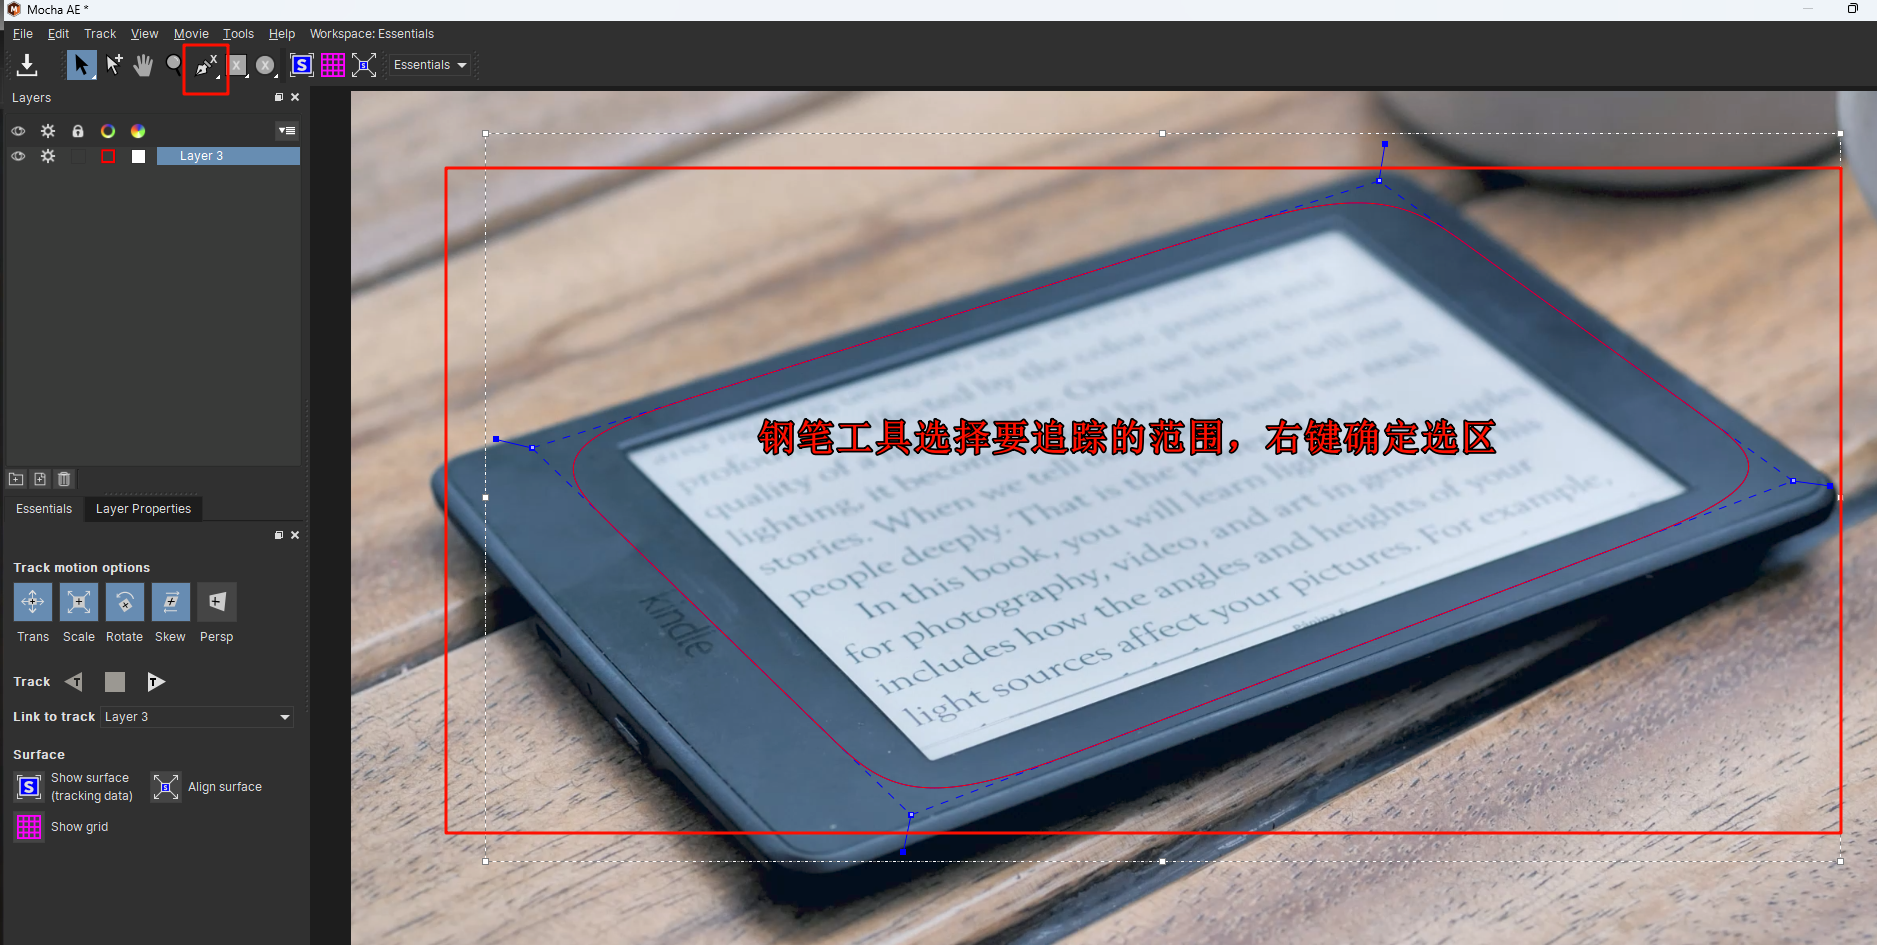 Mocha AE *
File Edit Track View Movie Tools Help Workspace: Essentials
Essentials
Layers
Layer 3
Essentials Layer Properties
Track motion options
Trans Scale Rotate Skew Persp
Track
Link to track Layer 3
Surface
Show surface
(tracking data)
Align surface
Show grid
钢笔工具选择要追踪的范围，右键确定选区
quality of a
lighting, it
stories. When we
people deeply. That
In this book, you will learn
for photography, video, and art
includes how the angles and heights of your
light sources affect your pictures. For example,
kindle